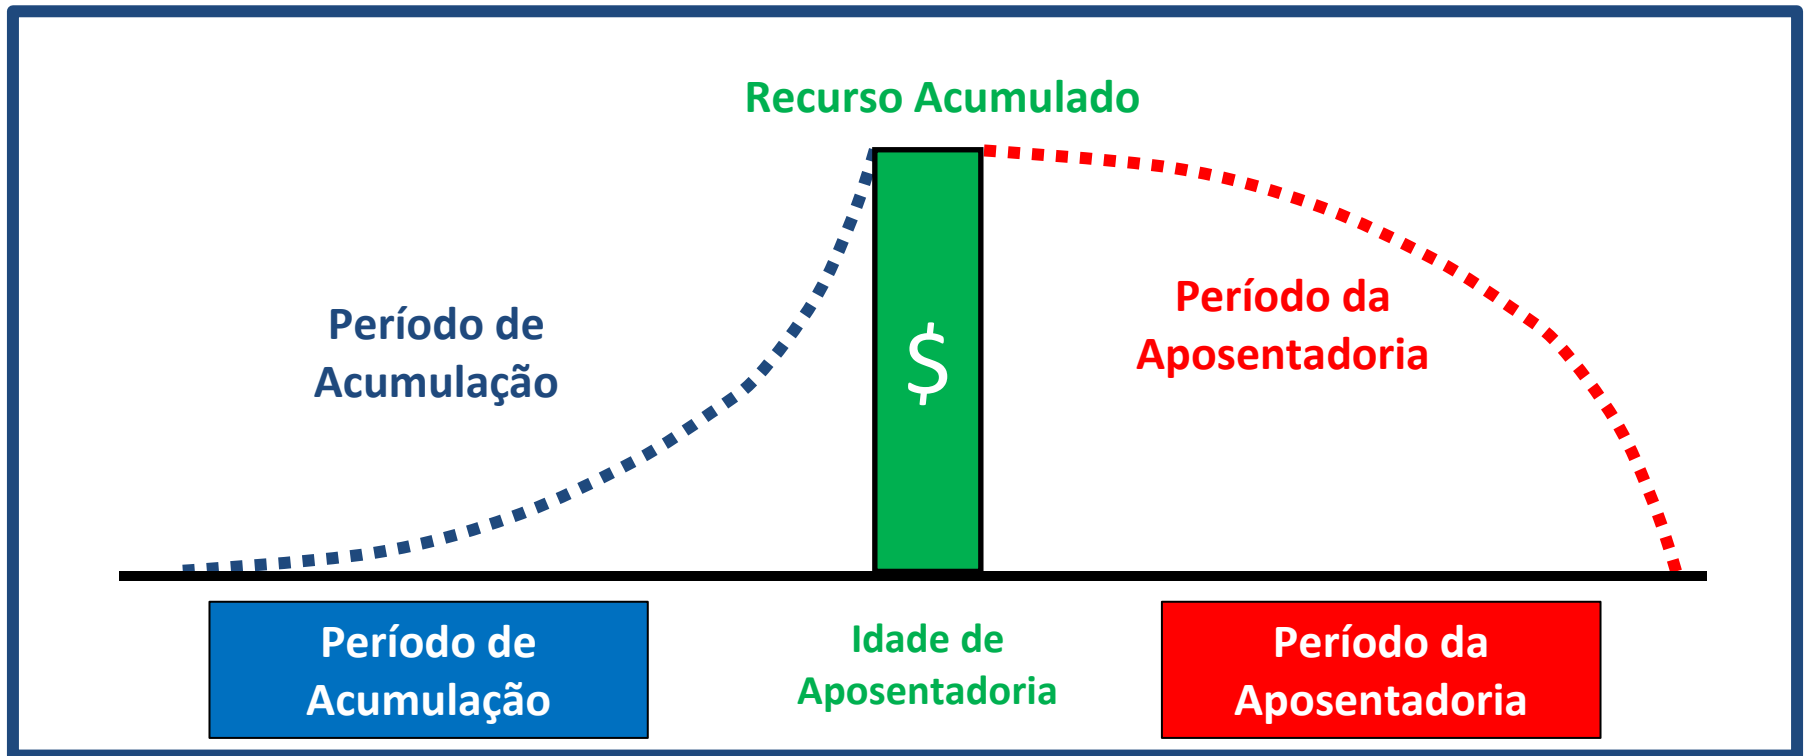 Recurso Acumulado
Período de
Acumulação
$
Período da
Aposentadoria
Período de
Acumulação
Idade de
Aposentadoria
Período da
Aposentadoria